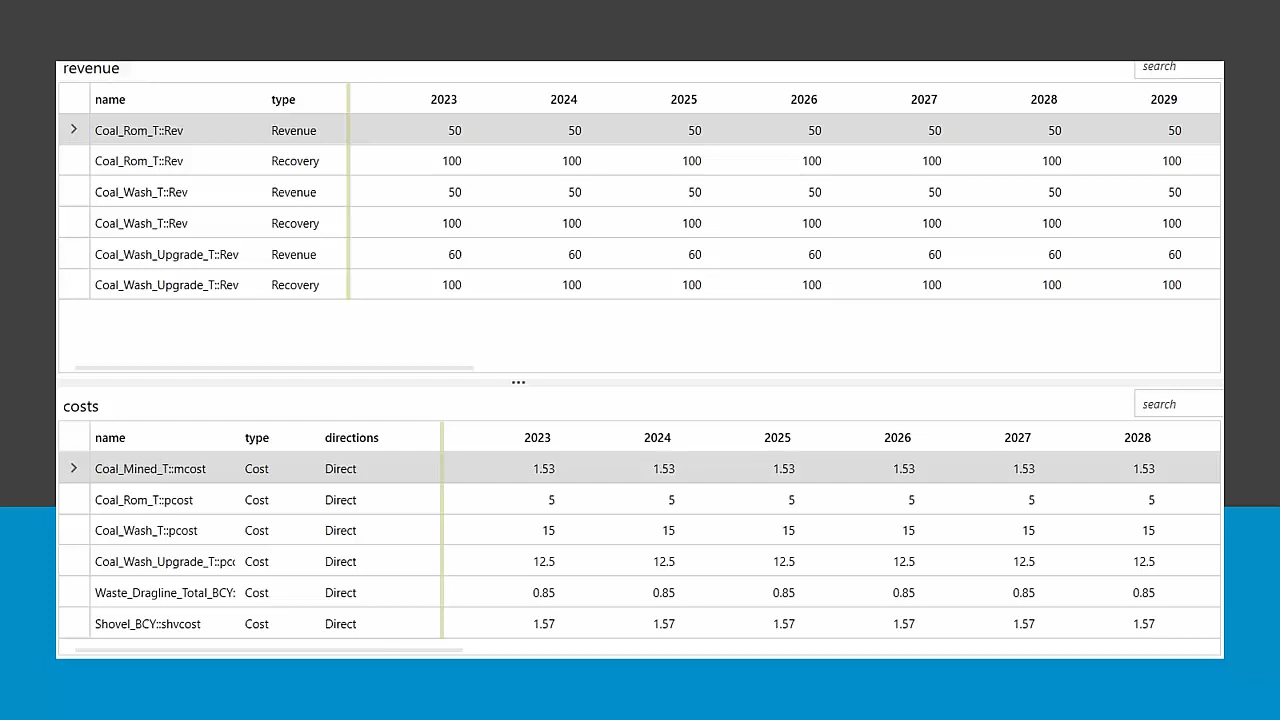 revenue search
name type 2023 2024 2025 2026 2027 2028 2029
Coal_Rom_T::Rev Revenue 50 50 50 50 50 50 50
Coal_Rom_T::Rev Recovery 100 100 100 100 100 100 100
Coal_Wash_T::Rev Revenue 50 50 50 50 50 50 50
Coal_Wash_T::Rev Recovery 100 100 100 100 100 100 100
Coal_Wash_Upgrade_T::Rev Revenue 60 60 60 60 60 60 60
Coal_Wash_Upgrade_T::Rev Recovery 100 100 100 100 100 100 100
costs search
name type directions 2023 2024 2025 2026 2027 2028
Coal_Mined_T::mcost Cost Direct 1.53 1.53 1.53 1.53 1.53 1.53
Coal_Rom_T::pcost Cost Direct 5 5 5 5 5 5
Coal_Wash_T::pcost Cost Direct 15 15 15 15 15 15
Coal_Wash_Upgrade_T::pc Cost Direct 12.5 12.5 12.5 12.5 12.5 12.5
Waste_Dragline_Total_BCY: Cost Direct 0.85 0.85 0.85 0.85 0.85 0.85
Shovel_BCY::shvcost Cost Direct 1.57 1.57 1.57 1.57 1.57 1.57